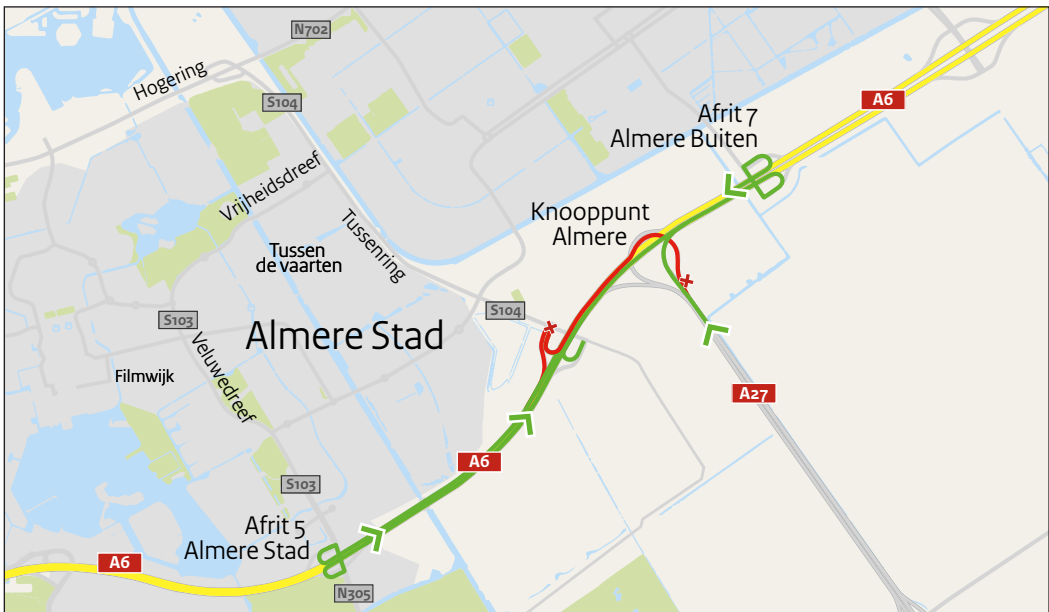 N702
Hogering
S104
A6
Afrit 7
Almere Buiten
Vrijheidsdreef
Knooppunt
Almere
Tussenring
Tussen
de vaarten
S104
S103
Almere Stad
Veluwedreef
Filmwijk
A27
A6
S103
Afrit 5
Almere Stad
A6
N305